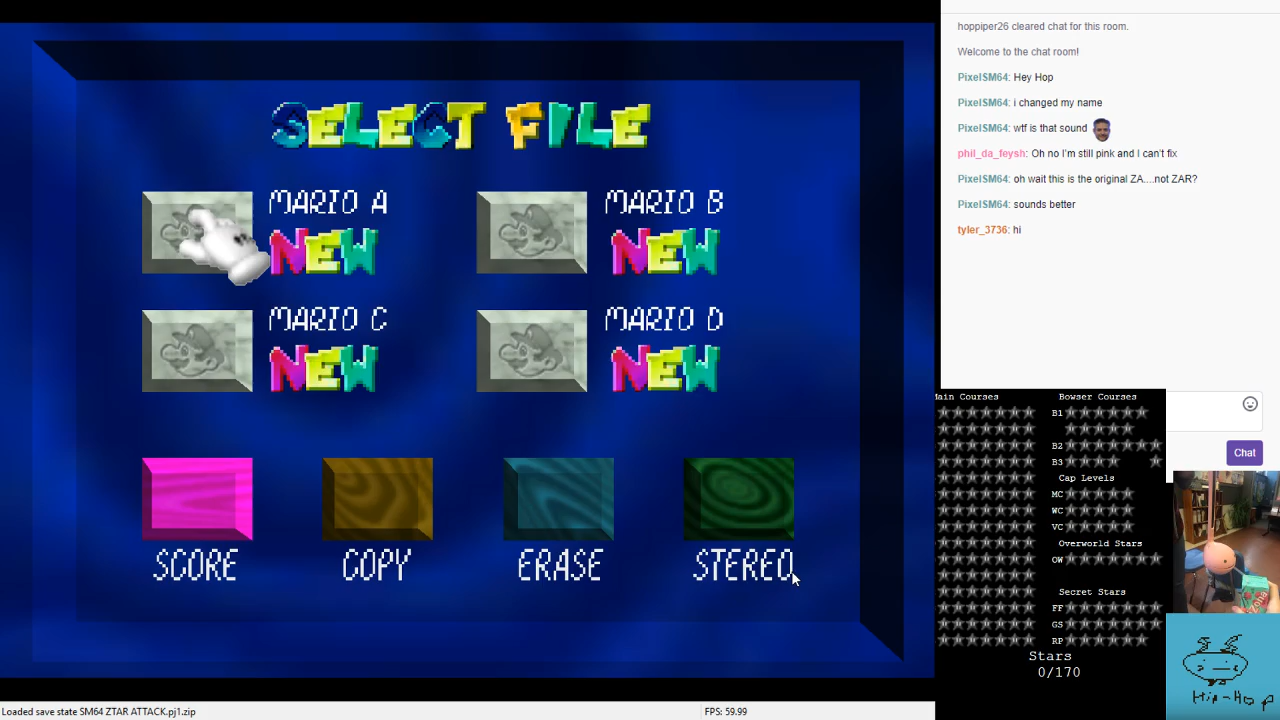 SELECT FILE
MARIO A
NEW
MARIO B
NEW
MARIO C
NEW
MARIO D
NEW
SCORE
COPY
ERASE
STEREO
Loaded save state SM64 ZTAR ATTACK.pj1.zip
FPS: 59.99
hoppiper26 cleared chat for this room.
Welcome to the chat room!
PixelSM64: Hey Hop
PixelSM64: i changed my name
PixelSM64: wtf is that sound
phil_da_feysh: Oh no I'm still pink and I can't fix
PixelSM64: oh wait this is the original ZA....not ZAR?
PixelSM64: sounds better
tyler_3736: hi
Chat
Main Courses
Bowser Courses
B1
B2
B3
Cap Levels
MC
WC
VC
Overworld Stars
OW
Secret Stars
FF
GS
RP
Stars
0/170
Hip-Hop